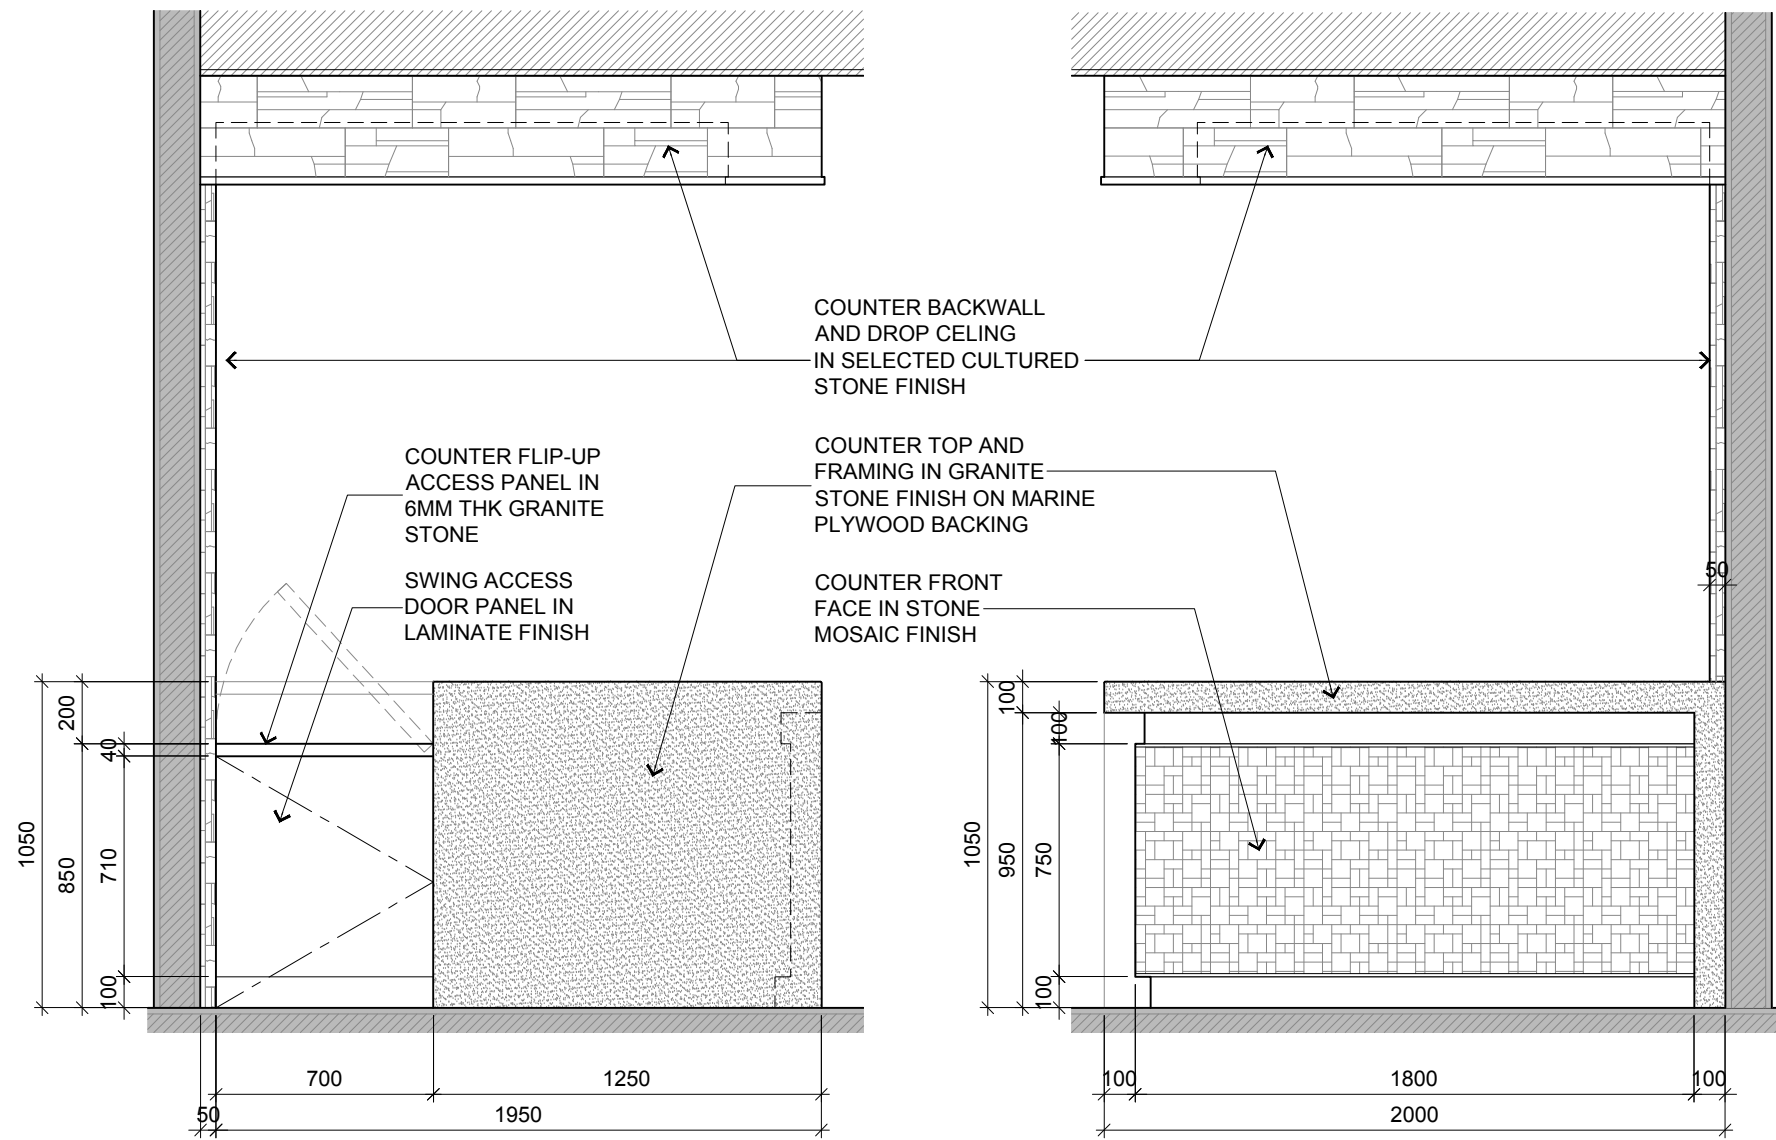 COUNTER BACKWALL
AND DROP CELING
IN SELECTED CULTURED
STONE FINISH
COUNTER FLIP-UP
ACCESS PANEL IN
6MM THK GRANITE
STONE
COUNTER TOP AND
FRAMING IN GRANITE
STONE FINISH ON MARINE
PLYWOOD BACKING
SWING ACCESS
DOOR PANEL IN
LAMINATE FINISH
COUNTER FRONT
FACE IN STONE
MOSAIC FINISH
1050
200
850
40
710
100
700
1250
50
1950
50
1050
100
950
100
750
100
100
1800
100
2000